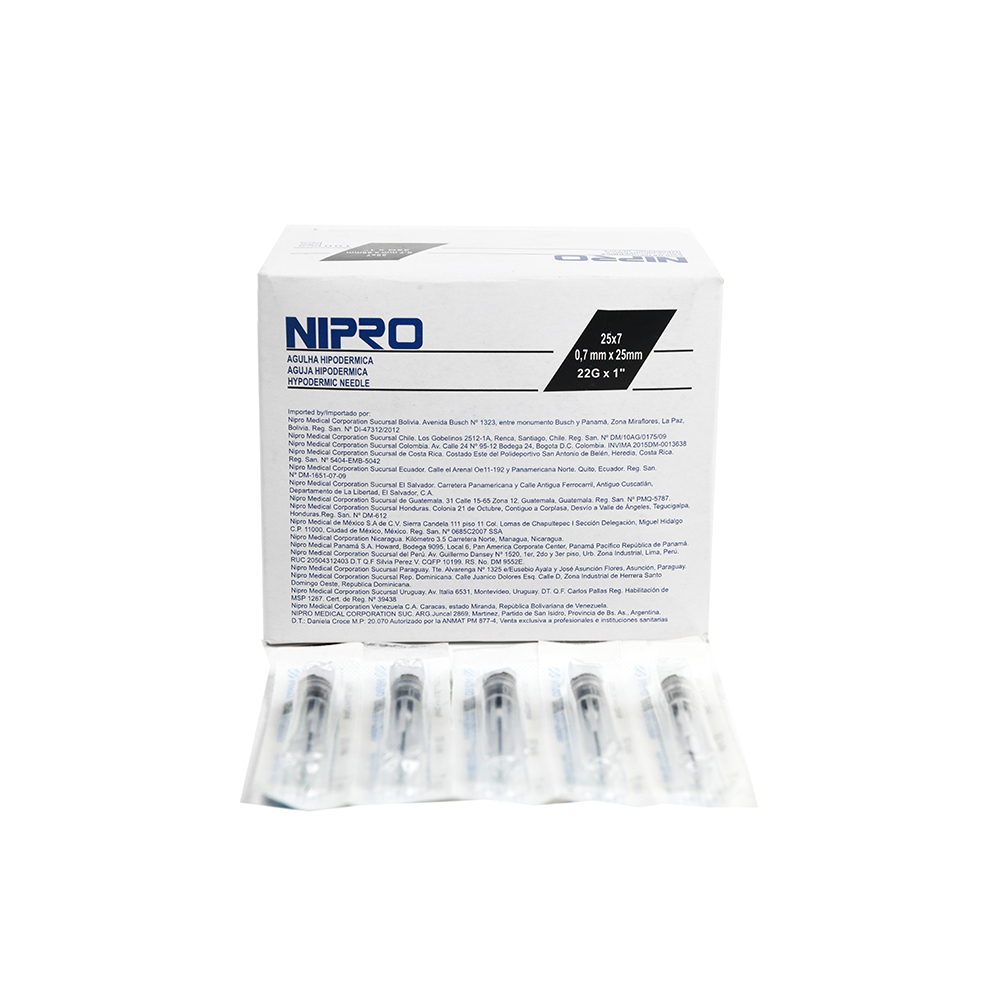 NIPRO
NIPRO
AGULHA HIPODERMICA
AGUJA HIPODERMICA
HYPODERMIC NEEDLE
25x7
0,7 mm x 25mm
22G x 1"
Imported by/Importado por:
Nipro Medical Corporation Sucursal Bolivia. Avenida Busch Nº 1323, entre monumento Busch y Panamá, Zona Miraflores, La Paz,
Bolivia. Reg. San. Nº DI-47312/2012
Nipro Medical Corporation Sucursal Chile. Los Gobelinos 2512-1A, Renca, Santiago, Chile. Reg. San. Nº DM/10AG/0175/09
Nipro Medical Corporation Sucursal Colombia. Av. Calle 24 Nº 95-12 Bodega 24, Bogota D.C. Colombia. INVIMA 2015DM-0013638
Nipro Medical Corporation Sucursal de Costa Rica. Costado Este del Polideportivo San Antonio de Belén, Heredia, Costa Rica.
Reg. San. Nº 5404-EMB-5042
Nipro Medical Corporation Sucursal Ecuador. Calle el Arenal Oe11-192 y Panamericana Norte. Quito, Ecuador. Reg. San.
Nº DM-1651-07-09
Nipro Medical Corporation Sucursal El Salvador. Carretera Panamericana y Calle Antigua Ferrocarril, Antiguo Cuscatlán,
Departamento de La Libertad, El Salvador, C.A.
Nipro Medical Corporation Sucursal de Guatemala. 31 Calle 15-65 Zona 12, Guatemala, Guatemala. Reg. San. Nº PMQ-5787.
Nipro Medical Corporation Sucursal Honduras. Colonia 21 de Octubre, Contiguo a Corplasa, Desvio a Valle de Ángeles, Tegucigalpa,
Honduras.Reg. San. Nº DM-612
Nipro Medical de México S.A de C.V. Sierra Candela 111 piso 11 Col. Lomas de Chapultepec I Sección Delegación, Miguel Hidalgo
C.P. 11000, Ciudad de México, México. Reg. San. Nº 0685C2007 SSA
Nipro Medical Corporation Nicaragua. Kilómetro 3.5 Carretera Norte, Managua, Nicaragua.
Nipro Medical Panamá S.A. Howard, Bodega 9095, Local 6, Pan America Corporate Center, Panamá Pacífico República de Panamá.
Nipro Medical Corporation Sucursal del Perú. Av. Guillermo Dansey Nº 1520, 1er, 2do y 3er piso, Urb. Zona Industrial, Lima, Perú.
RUC 20504312403 D.T Q.F Silvia Perez V. CQFP 10199. RS. No. DM 9552E.
Nipro Medical Corporation Sucursal Paraguay. Tte. Alvarenga Nº 1325 e/Eusebio Ayala y José Asunción Flores, Asunción, Paraguay.
Nipro Medical Corporation Sucursal Rep. Dominicana. Calle Juanico Dolores Esq. Calle D, Zona Industrial de Herrera Santo
Domingo Oeste, Republica Dominicana.
Nipro Medical Corporation Sucursal Uruguay. Av. Italia 6531, Montevideo, Uruguay. DT. Q.F. Carlos Pallas Reg. Habilitación de
MSP 1267. Cert. de Reg. Nº 39438
Nipro Medical Corporation Venezuela C.A. Caracas, estado Miranda, República Bolivariana de Venezuela.
NIPRO MEDICAL CORPORATION SUC. ARG.Juncal 2869, Martinez, Partido de San Isidro, Provincia de Bs. As., Argentina.
D.T.: Daniela Croce M.P: 20.070 Autorizado por la ANMAT PM 877-4, Venta exclusiva a profesionales e instituciones sanitarias